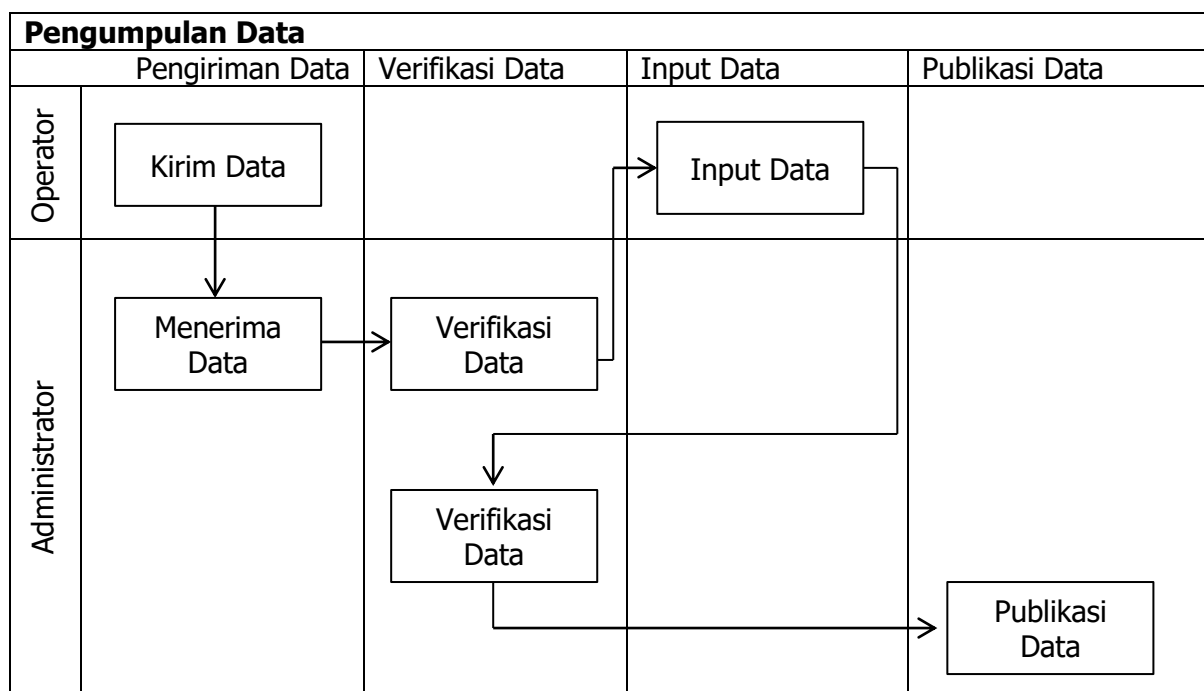 Pengumpulan Data
Pengiriman Data
Verifikasi Data
Input Data
Publikasi Data
Operator
Kirim Data
Input Data
Administrator
Menerima
Data
Verifikasi
Data
Verifikasi
Data
Publikasi
Data